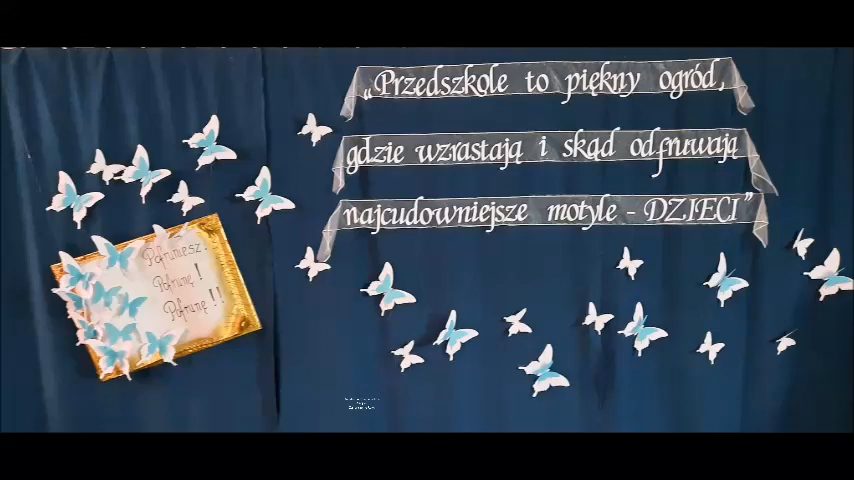 „Przedszkole to piękny ogród,
gdzie wzrastają i skąd odfruwają
najcudowniejsze motyle - DZIECI”
Pofruniesz...
Pofrunę!
Pofrunę!!